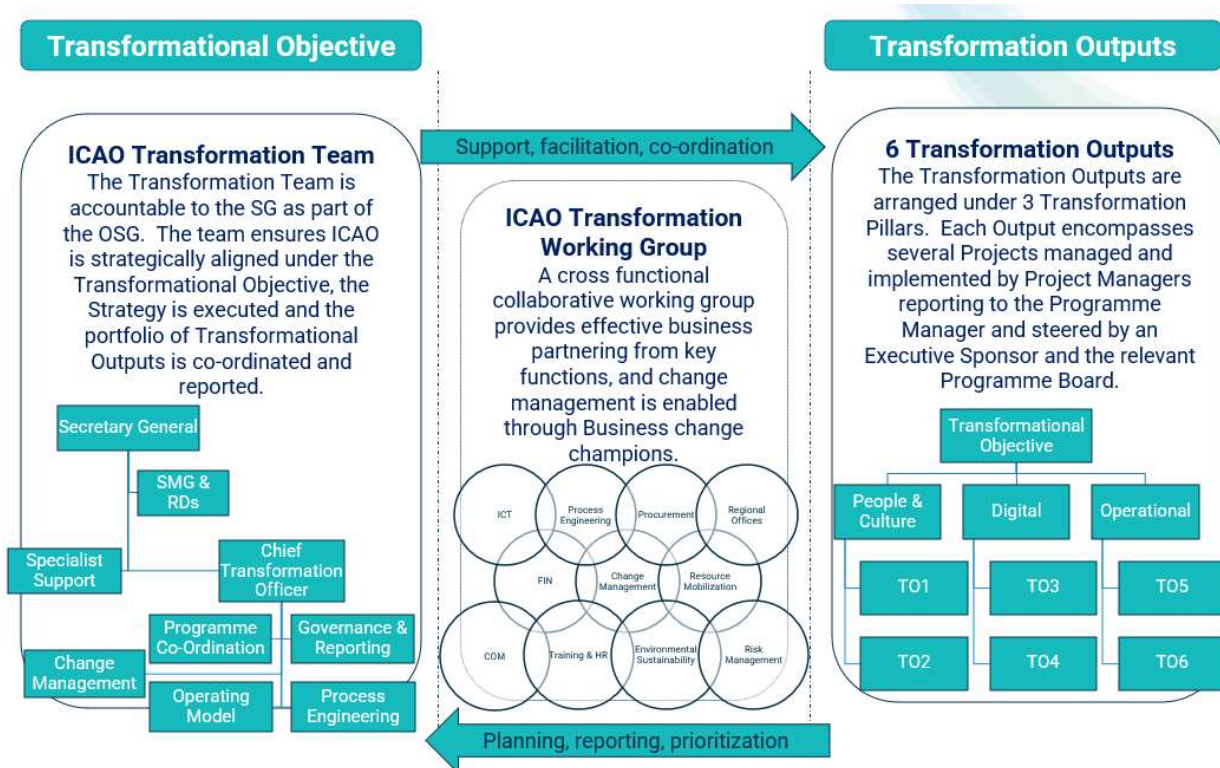 Transformational Objective
Transformation Outputs
ICAO Transformation Team
The Transformation Team is
accountable to the SG as part of
the OSG. The team ensures ICAO
is strategically aligned under the
Transformational Objective, the
Strategy is executed and the
portfolio of Transformational
Outputs is co-ordinated and
reported.
Secretary General
SMG &
RDs
Specialist
Support
Chief
Transformation
Officer
Programme
Co-Ordination
Governance &
Reporting
Change
Management
Operating
Model
Process
Engineering
Support, facilitation, co-ordination
ICAO Transformation
Working Group
A cross functional
collaborative working group
provides effective business
partnering from key
functions, and change
management is enabled
through Business change
champions.
ICT
Process
Engineering
Procurement
Regional
Offices
FIN
Change
Management
Resource
Mobilization
COM
Training & HR
Environmental
Sustainability
Risk
Management
Planning, reporting, prioritization
6 Transformation Outputs
The Transformation Outputs are
arranged under 3 Transformation
Pillars. Each Output encompasses
several Projects managed and
implemented by Project Managers
reporting to the Programme
Manager and steered by an
Executive Sponsor and the relevant
Programme Board.
Transformational
Objective
People &
Culture
Digital
Operational
TO1
TO3
TO5
TO2
TO4
TO6